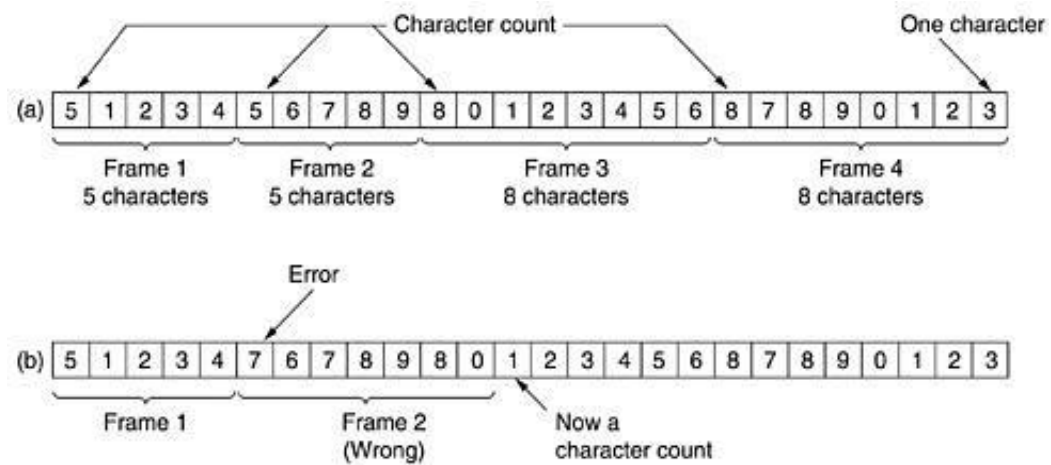 Character count
One character
(a) 5 1 2 3 4 5 6 7 8 9 8 0 1 2 3 4 5 6 8 7 8 9 0 1 2 3
Frame 1
5 characters
Frame 2
5 characters
Frame 3
8 characters
Frame 4
8 characters
Error
(b) 5 1 2 3 4 7 6 7 8 9 8 0 1 2 3 4 5 6 8 7 8 9 0 1 2 3
Frame 1
Frame 2
(Wrong)
Now a
character count